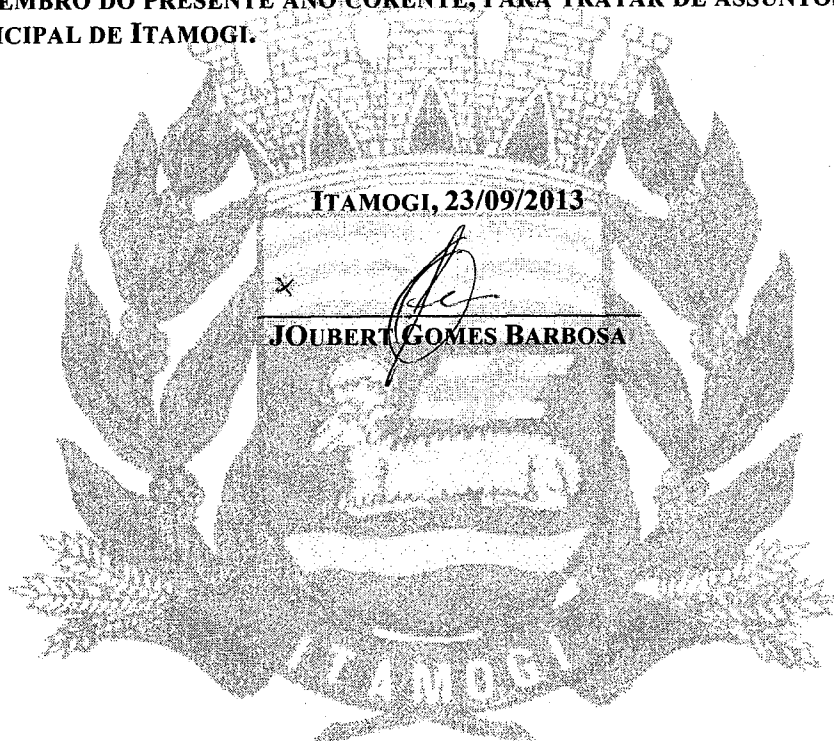 EMBRO DO PRESENTE ANO CORENTE, PARA TRATAR DE ASSUNTOS
ICIPAL DE ITAMOGI.
ITAMOGI, 23/09/2013
x
JOUBERT GOMES BARBOSA
ITAMOGI